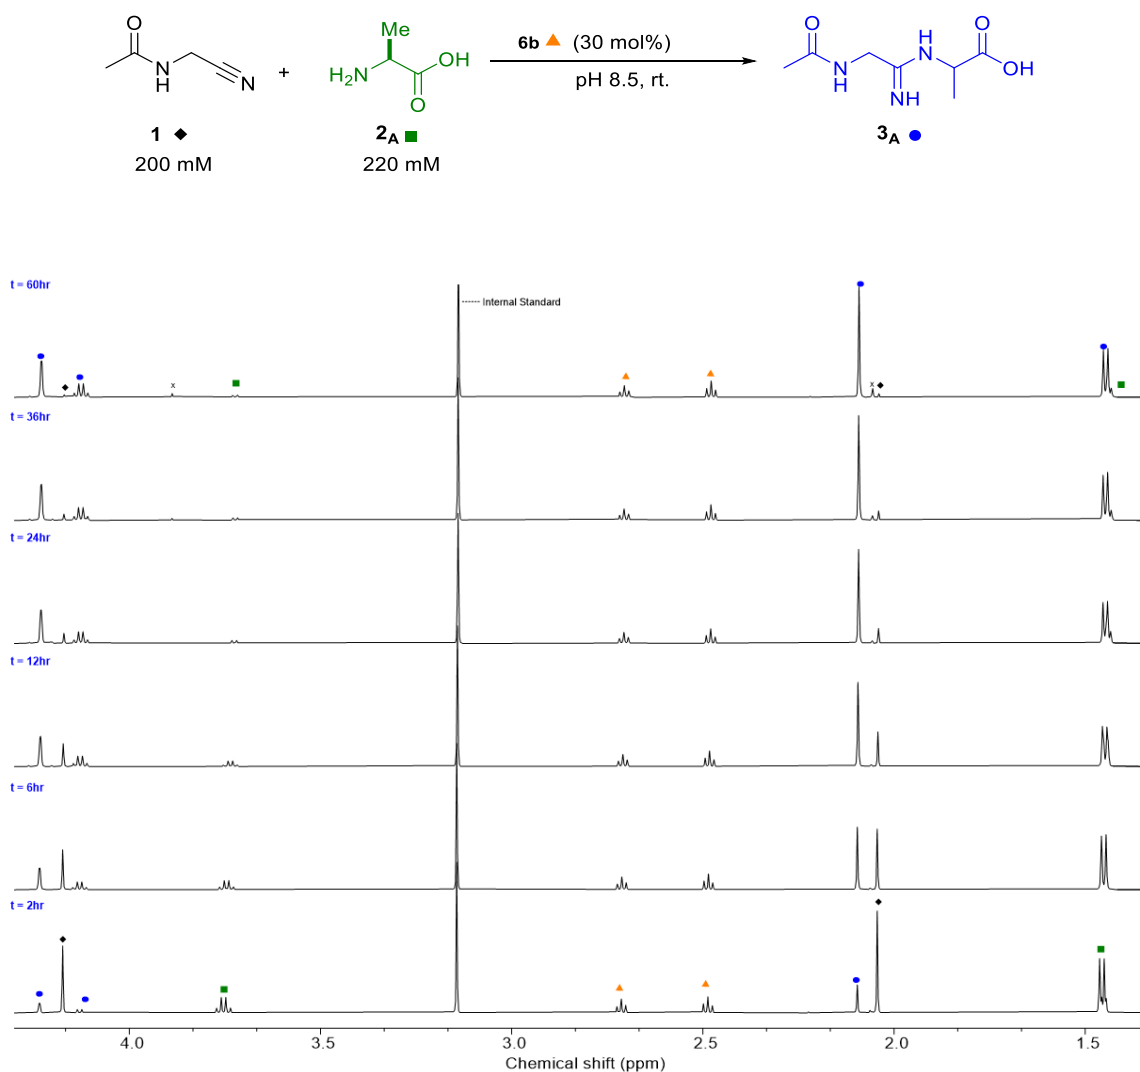 O
Me
O
6b (30 mol%)
H
N
OH
N
H
N
+
H2N
OH
O
pH 8.5, rt.
N
H
NH
O
OH
1
2A
3A
200 mM
220 mM
t = 60hr
Internal Standard
x
x
t = 36hr
t = 24hr
t = 12hr
t = 6hr
t = 2hr
4.0 3.5 3.0 2.5 2.0 1.5
Chemical shift (ppm)